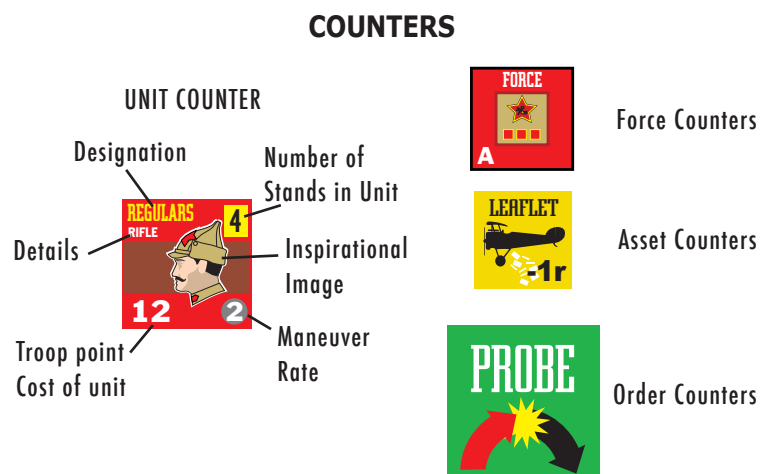 COUNTERS
UNIT COUNTER
Designation
Number of
Stands in Unit
REGULARS
RIFLE
4
Details
Inspirational
Image
12
2
Troop point
Cost of unit
Maneuver
Rate
FORCE
A
Force Counters
LEAFLET
-1r
Asset Counters
PROBE
Order Counters